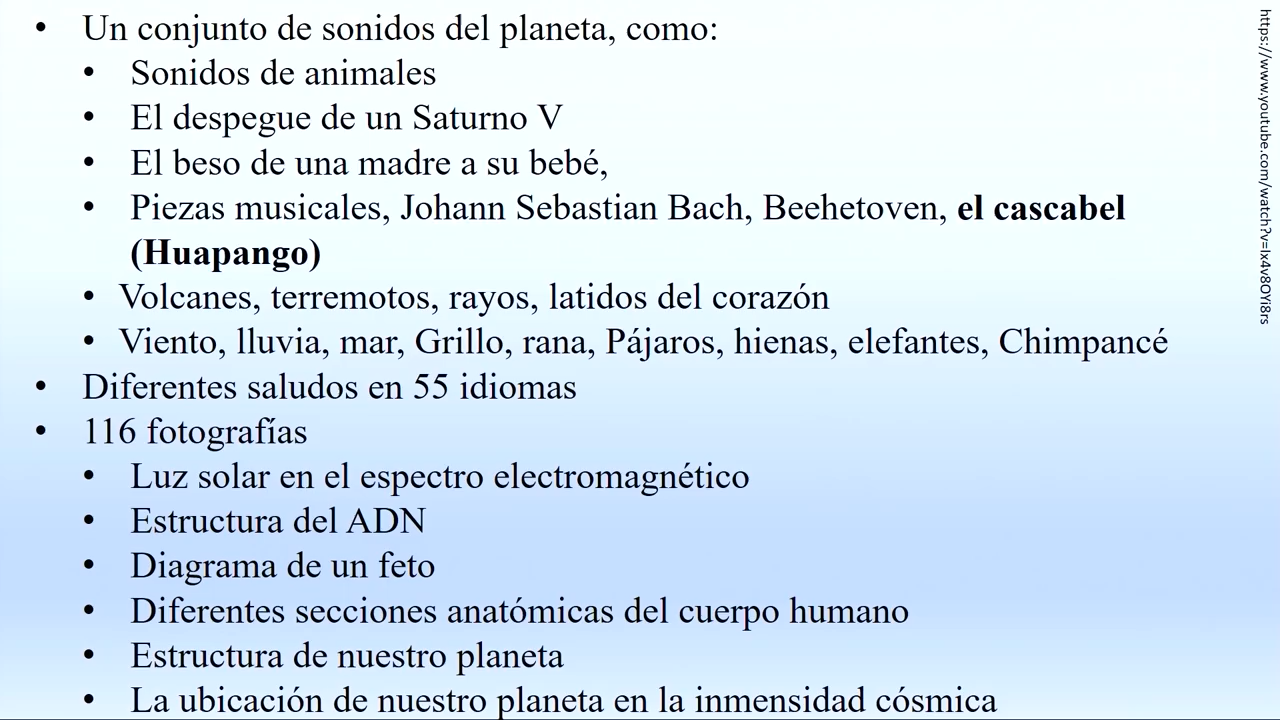 • Un conjunto de sonidos del planeta, como:
• Sonidos de animales
• El despegue de un Saturno V
• El beso de una madre a su bebé,
• Piezas musicales, Johann Sebastian Bach, Beehetoven, el cascabel
(Huapango)
• Volcanes, terremotos, rayos, latidos del corazón
• Viento, lluvia, mar, Grillo, rana, Pájaros, hienas, elefantes, Chimpancé
• Diferentes saludos en 55 idiomas
• 116 fotografías
• Luz solar en el espectro electromagnético
• Estructura del ADN
• Diagrama de un feto
• Diferentes secciones anatómicas del cuerpo humano
• Estructura de nuestro planeta
• La ubicación de nuestro planeta en la inmensidad cósmica
https://www.youtube.com/watch?v=Ix4v8OYi8rs